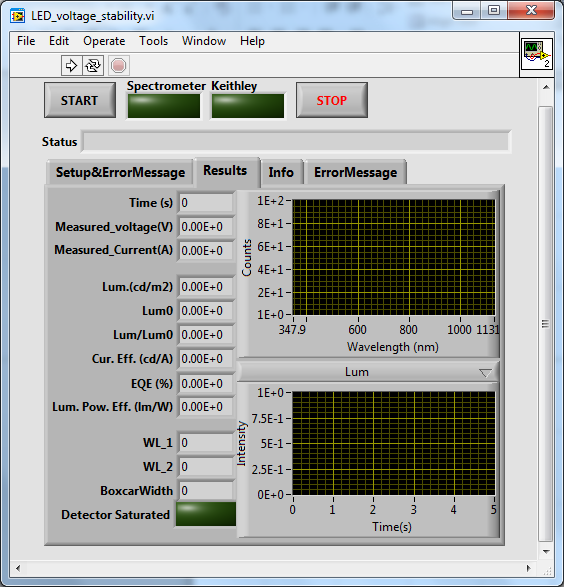 LED_voltage_stability.vi
File Edit Operate Tools Window Help
2
START Spectrometer Keithley STOP
Status
Setup&ErrorMessage Results Info ErrorMessage
Time (s) 0
Measured_voltage(V) 0.00E+0
Measured_Current(A) 0.00E+0
Lum.(cd/m2) 0.00E+0
Lum0 0.00E+0
Lum/Lum0 0.00E+0
Cur. Eff. (cd/A) 0.00E+0
EQE (%) 0.00E+0
Lum. Pow. Eff. (lm/W) 0.00E+0
WL_1 0
WL_2 0
BoxcarWidth 0
Detector Saturated
Counts
1E+2
8E+1
6E+1
4E+1
2E+1
1E+0
347.9 600 800 1000 1131
Wavelength (nm)
Lum
Intensity
1E+0
7.5E-1
5E-1
2.5E-1
0E+0
0 1 2 3 4 5
Time(s)